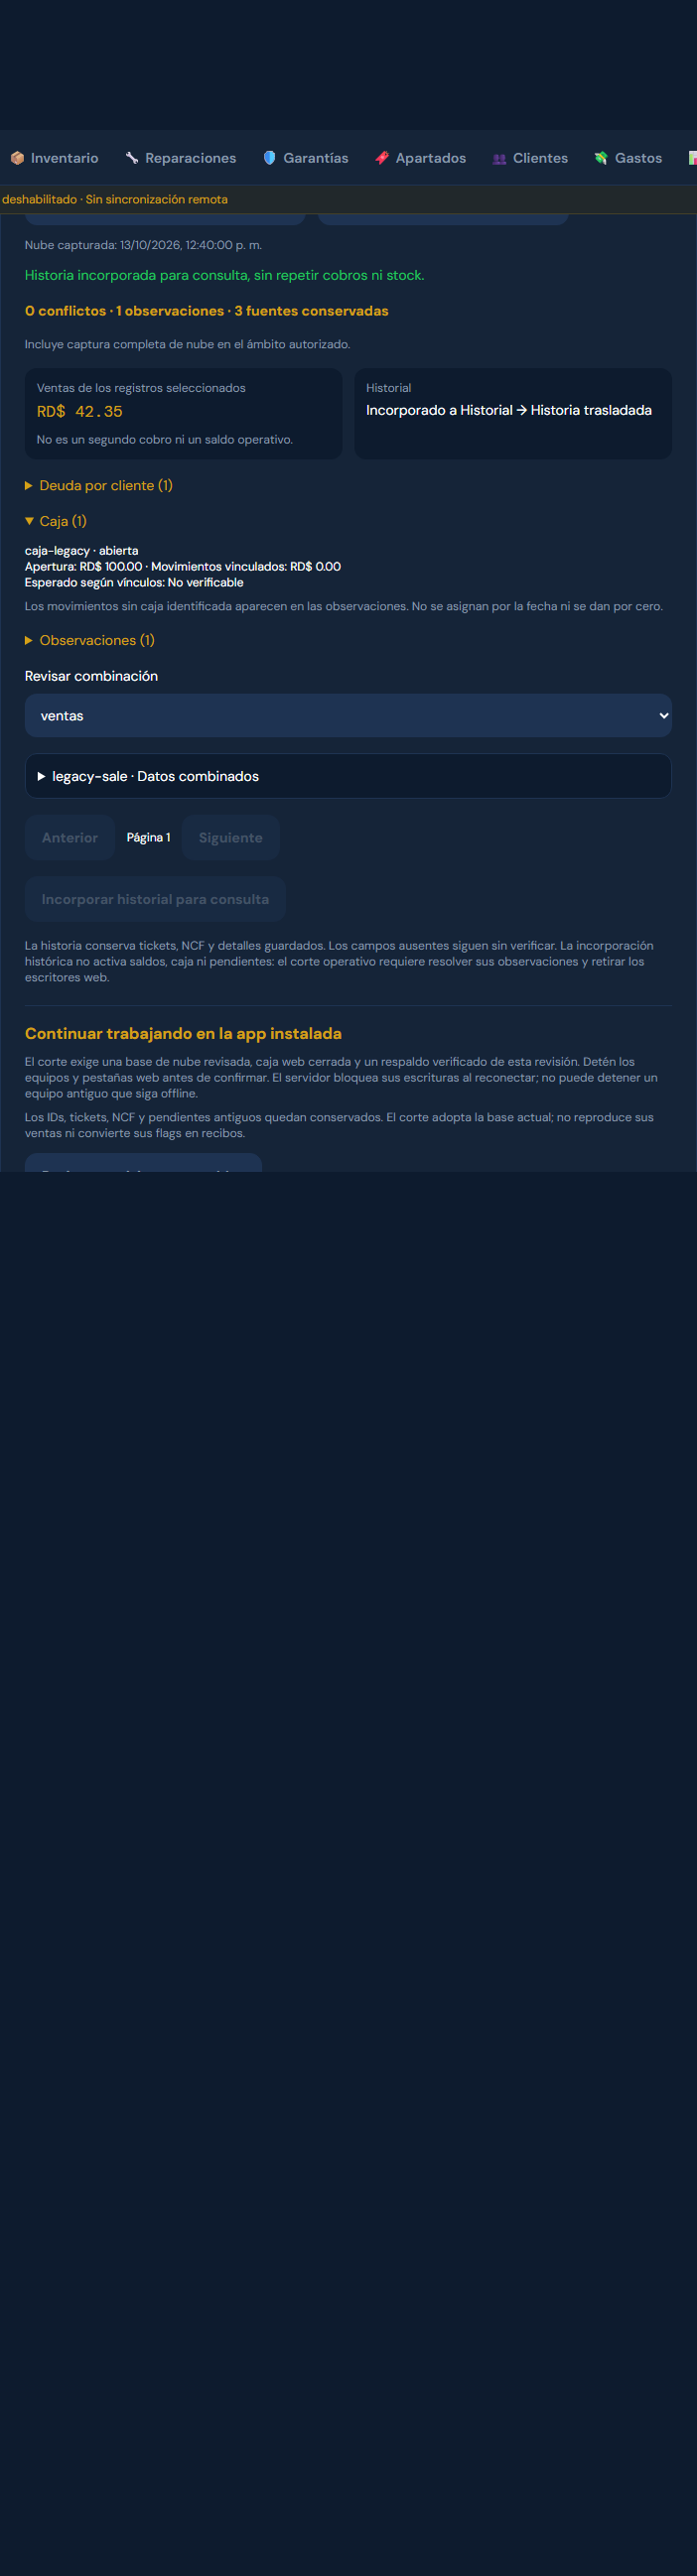 Inventario
Reparaciones
Garantías
Apartados
Clientes
Gastos
deshabilitado · Sin sincronización remota
Nube capturada: 13/10/2026, 12:40:00 p. m.
Historia incorporada para consulta, sin repetir cobros ni stock.
0 conflictos · 1 observaciones · 3 fuentes conservadas
Incluye captura completa de nube en el ámbito autorizado.
Ventas de los registros seleccionados
RD$ 42.35
No es un segundo cobro ni un saldo operativo.
Historial
Incorporado a Historial → Historia trasladada
Deuda por cliente (1)
Caja (1)
caja-legacy · abierta
Apertura: RD$ 100.00 · Movimientos vinculados: RD$ 0.00
Esperado según vínculos: No verificable
Los movimientos sin caja identificada aparecen en las observaciones. No se asignan por la fecha ni se dan por cero.
Observaciones (1)
Revisar combinación
ventas
legacy-sale · Datos combinados
Anterior
Página 1
Siguiente
Incorporar historial para consulta
La historia conserva tickets, NCF y detalles guardados. Los campos ausentes siguen sin verificar. La incorporación
histórica no activa saldos, caja ni pendientes: el corte operativo requiere resolver sus observaciones y retirar los
escritores web.
Continuar trabajando en la app instalada
El corte exige una base de nube revisada, caja web cerrada y un respaldo verificado de esta revisión. Detén los
equipos y pestañas web antes de confirmar. El servidor bloquea sus escrituras al reconectar; no puede detener un
equipo antiguo que siga offline.
Los IDs, tickets, NCF y pendientes antiguos quedan conservados. El corte adopta la base actual; no reproduce sus
ventas ni convierte sus flags en recibos.